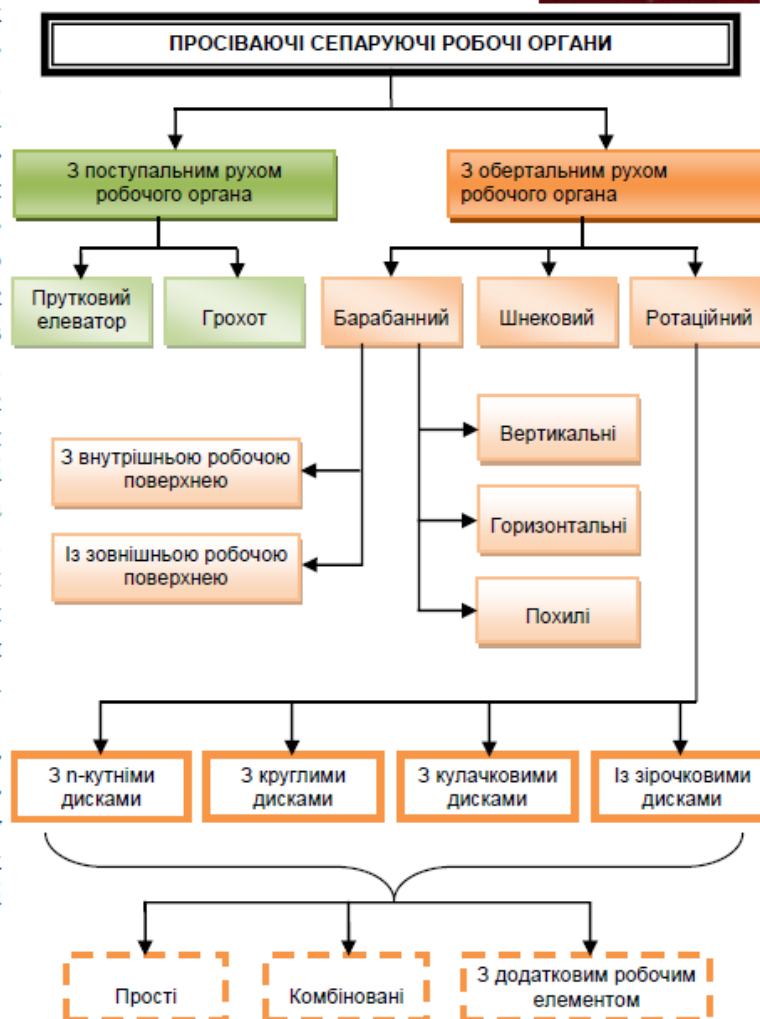 ПРОСІВАЮЧІ СЕПАРУЮЧІ РОБОЧІ ОРГАНИ
З поступальним рухом
робочого органа
З обертальним рухом
робочого органа
Прутковий
елеватор
Грохот
Барабанний
Шнековий
Ротаційний
З внутрішньою робочою
поверхнею
Із зовнішньою робочою
поверхнею
Вертикальні
Горизонтальні
Похилі
З n-кутніми
дисками
З круглими
дисками
З кулачковими
дисками
Із зірочковими
дисками
Прості
Комбіновані
З додатковим робочим
елементом